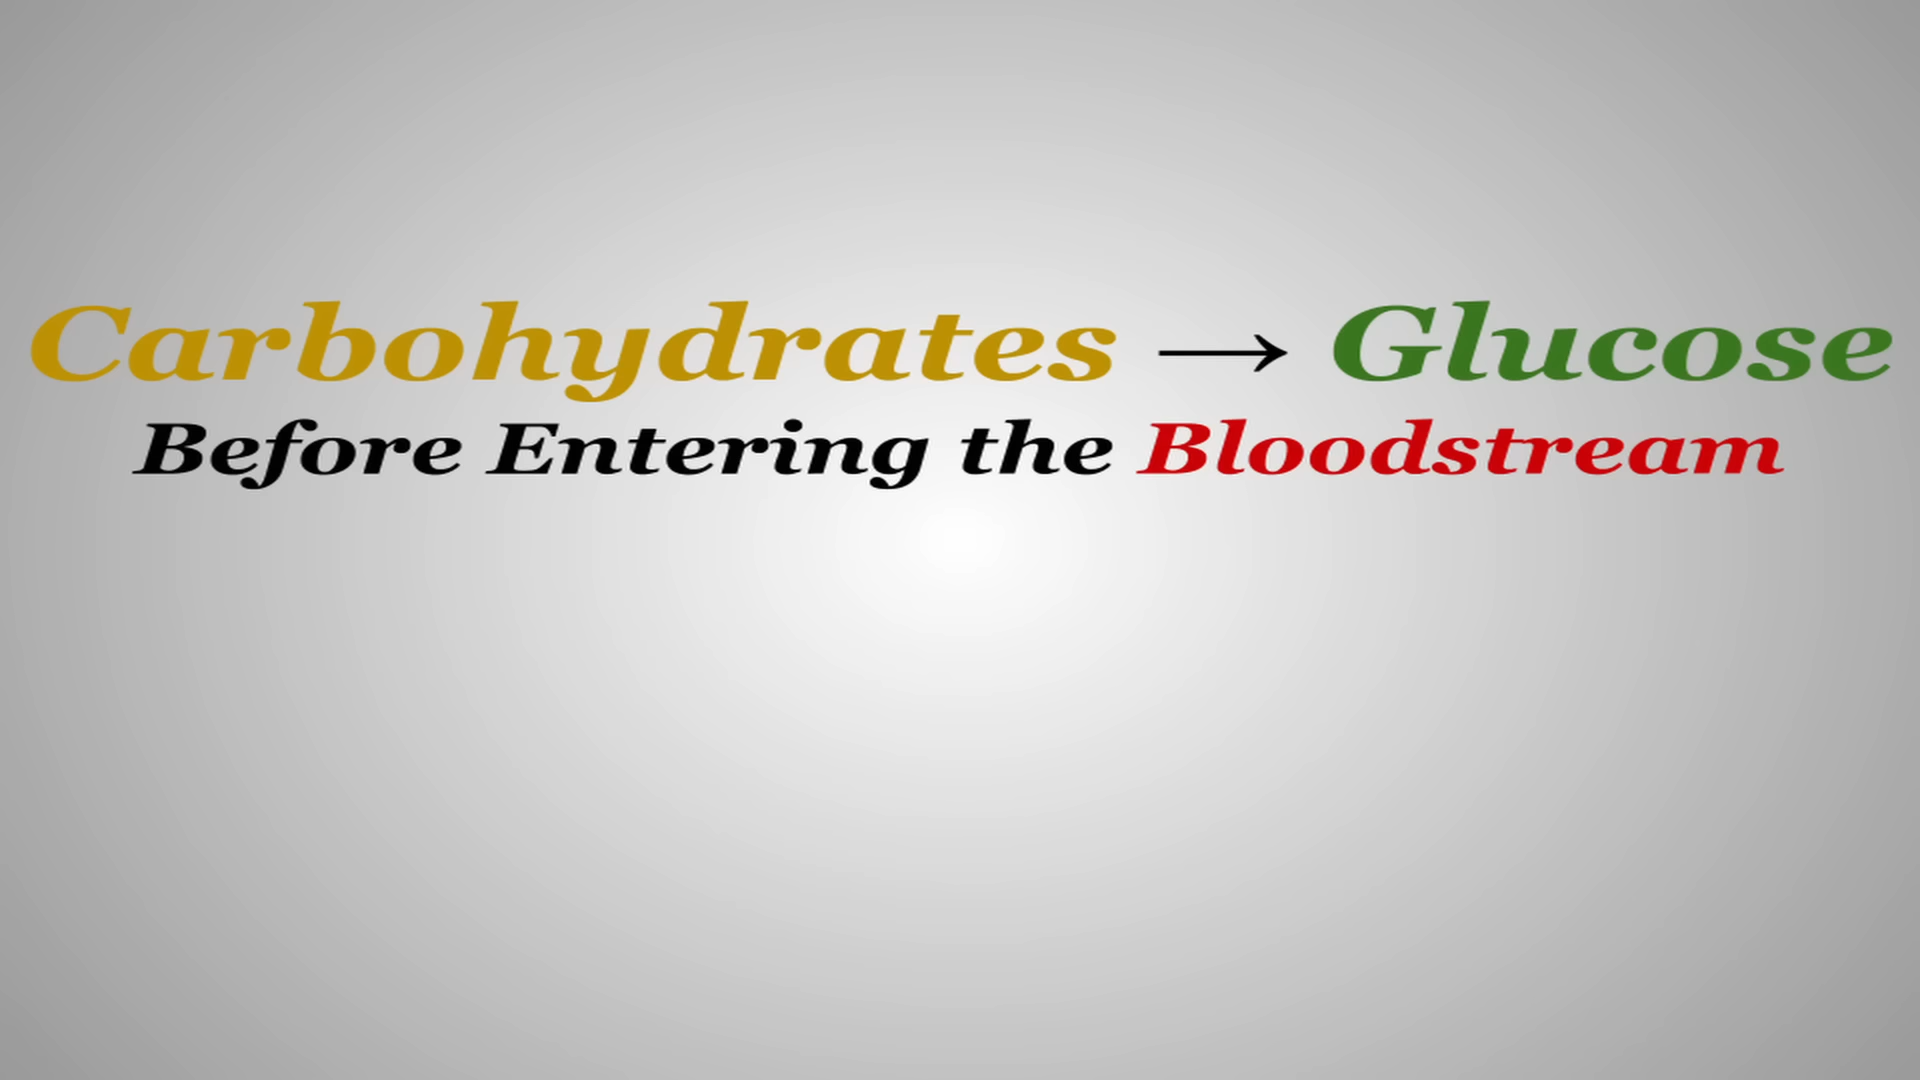 Carbohydrates → Glucose
Before Entering the Bloodstream